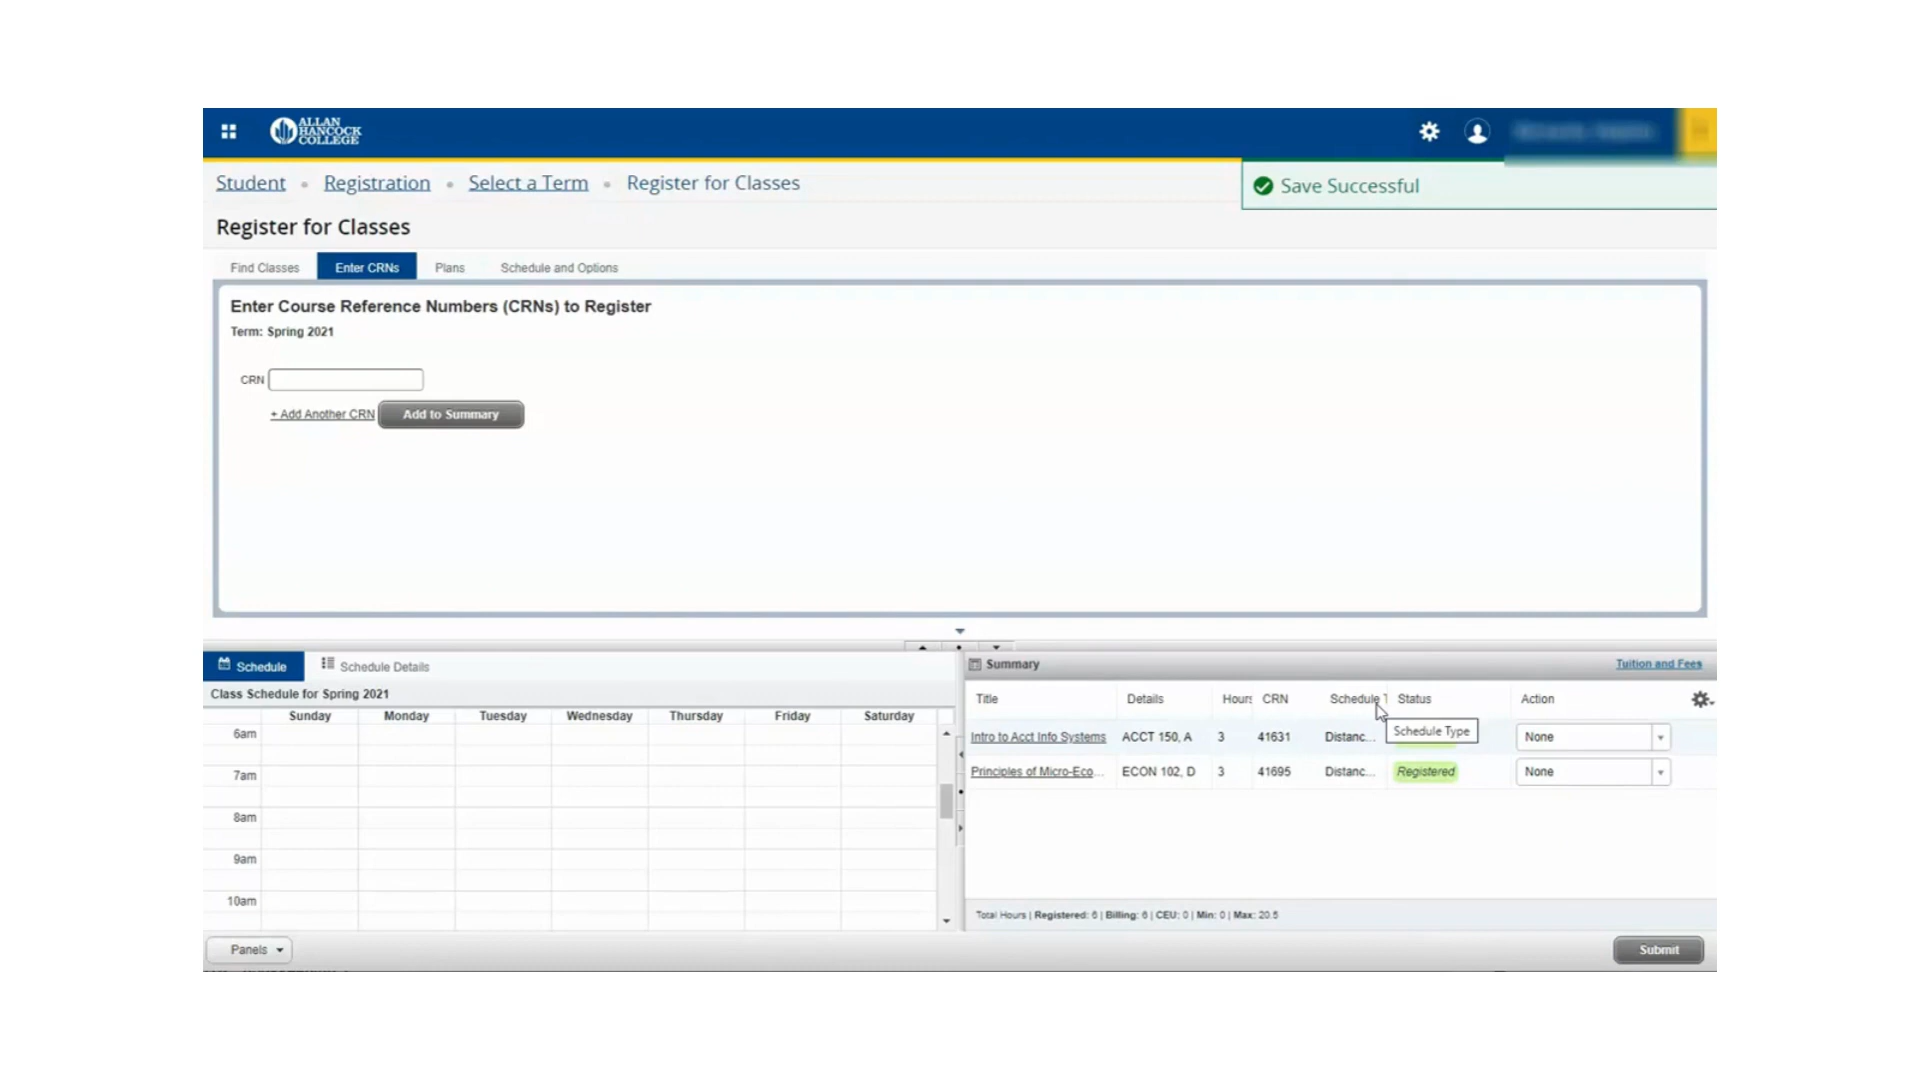 ALLAN
HANCOCK
COLLEGE
Student • Registration • Select a Term • Register for Classes
Save Successful
Register for Classes
Find Classes Enter CRNs Plans Schedule and Options
Enter Course Reference Numbers (CRNs) to Register
Term: Spring 2021
CRN
+ Add Another CRN Add to Summary
Schedule Schedule Details
Class Schedule for Spring 2021
Sunday Monday Tuesday Wednesday Thursday Friday Saturday
6am
7am
8am
9am
10am
Summary Tuition and Fees
Title Details Hours CRN Schedule T Status Action
Schedule Type
Intro to Acct Info Systems ACCT 150, A 3 41631 Distanc... None
Principles of Micro-Eco... ECON 102, D 3 41695 Distanc... Registered None
Total Hours | Registered: 6 | Billing: 6 | CEU: 0 | Min: 0 | Max: 20.5
Panels Submit